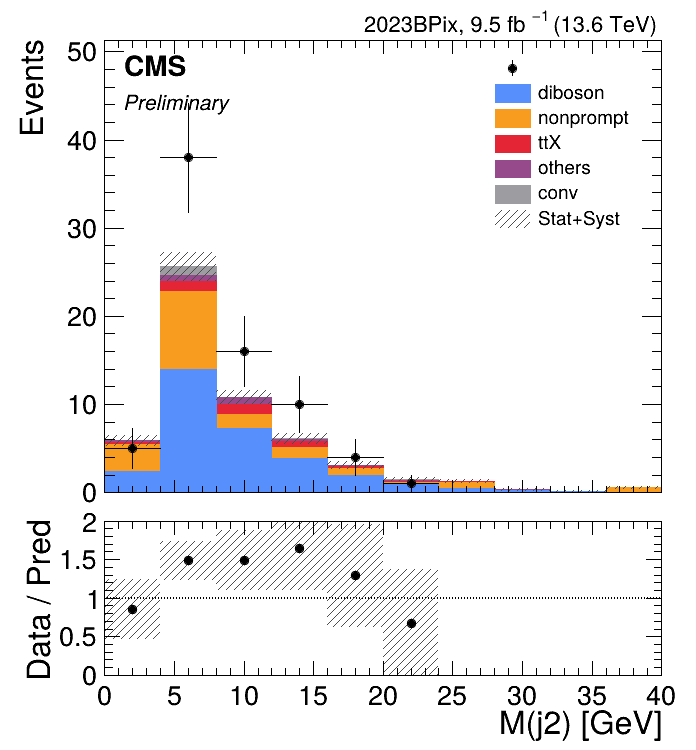 2023BPix, 9.5 fb⁻¹ (13.6 TeV)
CMS
Preliminary
Events
50
40
30
20
10
0
diboson
nonprompt
ttX
others
conv
Stat+Syst
Data / Pred
2
1.5
1
0.5
0
0 5 10 15 20 25 30 35 40
M(j2) [GeV]